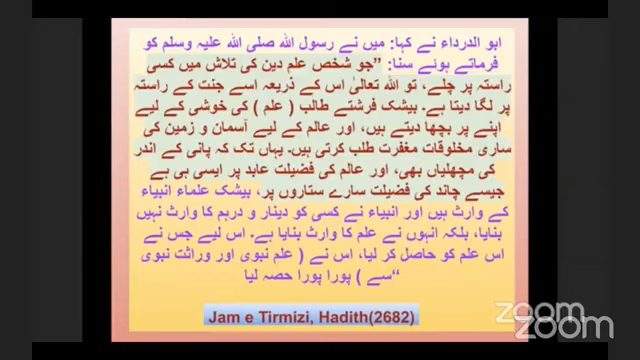 ابو الدرداء نے کہا: میں نے رسول الله صلی الله علیہ وسلم کو
فرماتے ہوئے سنا: ”جو شخص علم دین کی تلاش میں کسی
راستہ پر چلے، تو الله تعالیٰ اس کے ذریعہ اسے جنت کے راستہ
پر لگا دیتا ہے۔ بیشک فرشتے طالب ( علم ) کی خوشی کے لیے
اپنے پر بچھا دیتے ہیں، اور عالم کے لیے آسمان و زمین کی
ساری مخلوقات مغفرت طلب کرتی ہیں۔ یہاں تک کہ پانی کے اندر
کی مچھلیاں بھی، اور عالم کی فضیلت عابد پر ایسی ہی ہے
جیسے چاند کی فضیلت سارے ستاروں پر، بیشک علماء انبیاء
کے وارث ہیں اور انبیاء نے کسی کو دینار و درہم کا وارث نہیں
بنایا، بلکہ انہوں نے علم کا وارث بنایا ہے۔ اس لیے جس نے
اس علم کو حاصل کر لیا، اس نے ( علم نبوی اور وراثت نبوی
سے ) پورا پورا حصہ لیا“
Jam e Tirmizi, Hadith(2682)
zoom
zoom